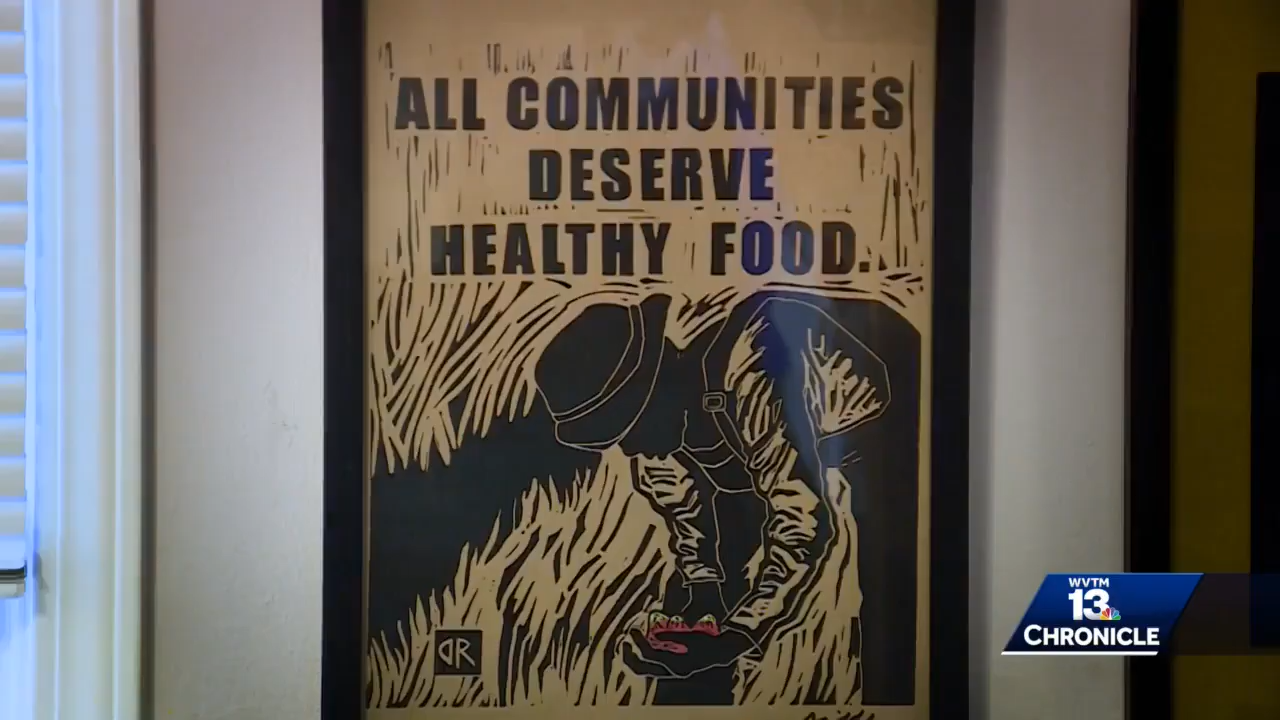 ALL COMMUNITIES
DESERVE
HEALTHY FOOD.
DR
WVTM
13
CHRONICLE